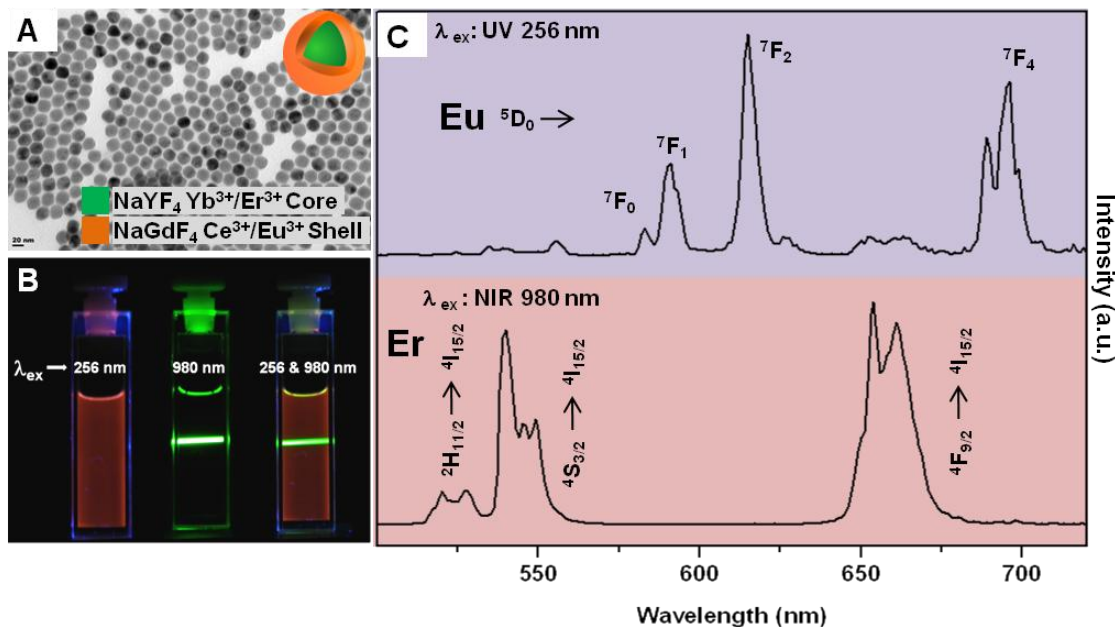 A
NaYF₄ Yb³⁺/Er³⁺ Core
NaGdF₄ Ce³⁺/Eu³⁺ Shell
20 nm
B
λex → 256 nm 980 nm 256 & 980 nm
C
λ ex : UV 256 nm
Eu ⁵D₀ →
⁷F₀
⁷F₁
⁷F₂
⁷F₄
λ ex : NIR 980 nm
Er
²H₁₁/₂ → ⁴I₁₅/₂
⁴S₃/₂ → ⁴I₁₅/₂
⁴F₉/₂ → ⁴I₁₅/₂
550 600 650 700
Wavelength (nm)
Intensity (a.u.)